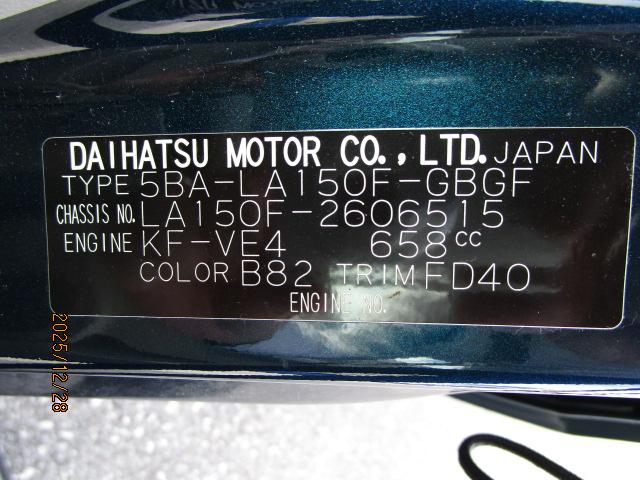 DAIHATSU MOTOR CO., LTD. JAPAN
TYPE 5BA-LA150F-GBGF
CHASSIS NO. LA150F-2606515
ENGINE KF-VE4 658cc
COLOR B82 TRIM FD40
ENGINE NO.
2025/12/28